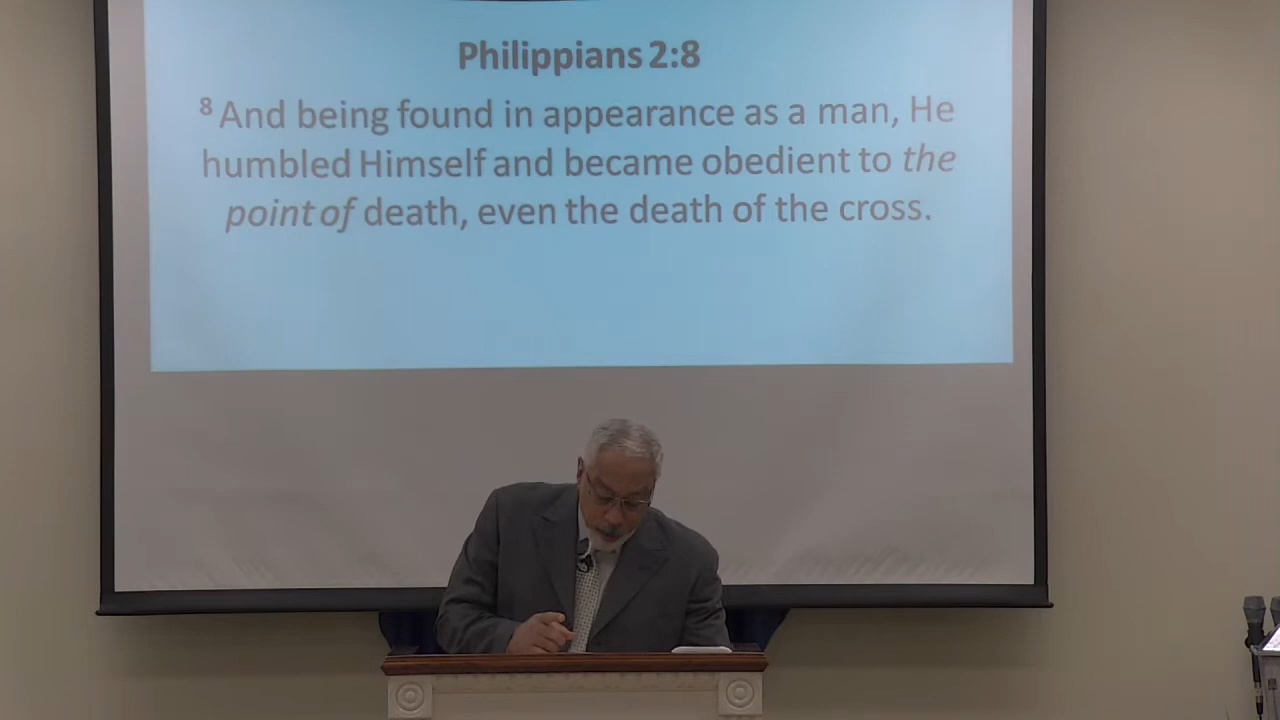 Philippians 2:8
8 And being found in appearance as a man, He
humbled Himself and became obedient to the
point of death, even the death of the cross.